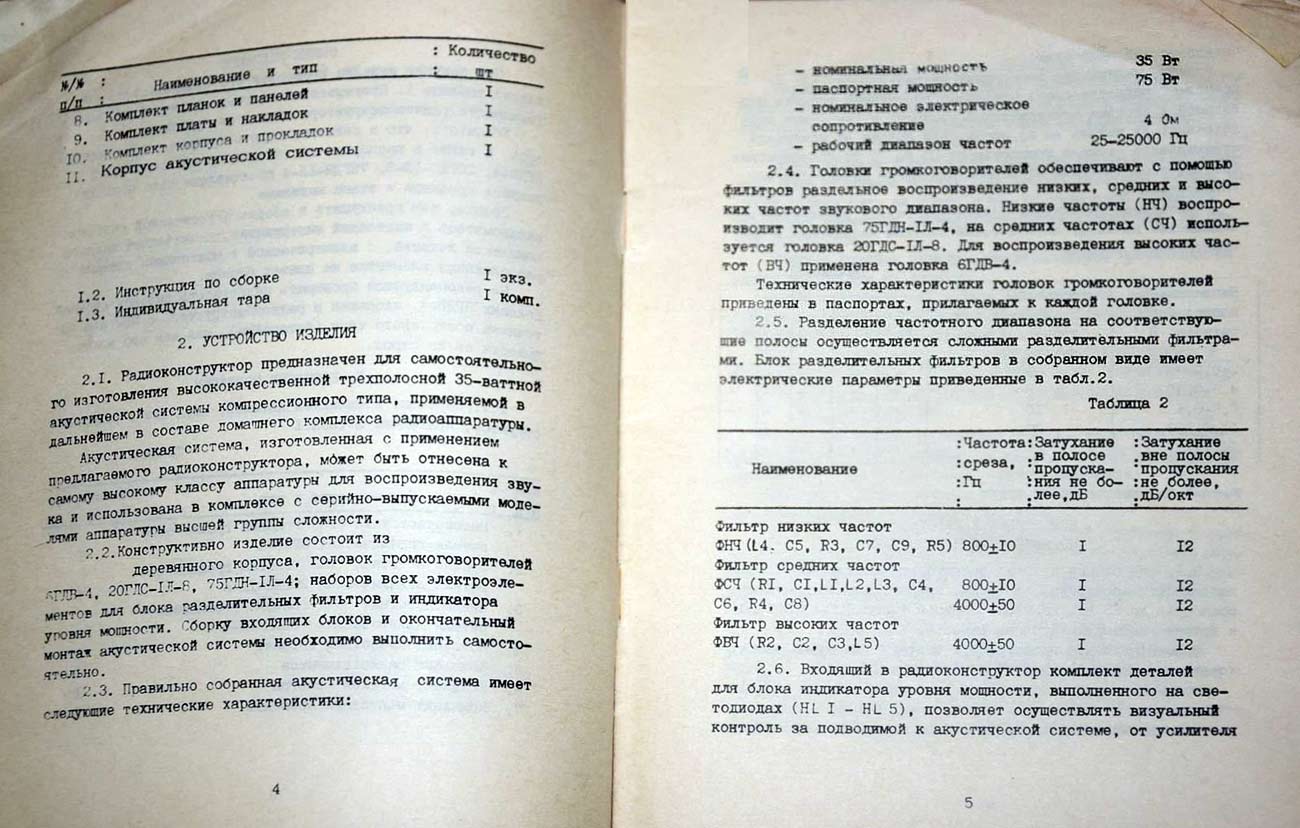 №/№ : Наименование и тип : Количество
п/п : : шт
8. Комплект планок и панелей I
9. Комплект платы и накладок I
10. Комплект корпуса и прокладок I
II. Корпус акустической системы I
I.2. Инструкция по сборке I экз.
I.3. Индивидуальная тара I комп.
2. УСТРОЙСТВО ИЗДЕЛИЯ
2.I. Радиоконструктор предназначен для самостоятельно-
го изготовления высококачественной трехполосной 35-ваттной
акустической системы компрессионного типа, применяемой в
дальнейшем в составе домашнего комплекса радиоаппаратуры.
Акустическая система, изготовленная с применением
предлагаемого радиоконструктора, может быть отнесена к
самому высокому классу аппаратуры для воспроизведения зву-
ка и использована в комплексе с серийно-выпускаемыми моде-
лями аппаратуры высшей группы сложности.
2.2.Конструктивно изделие состоит из
деревянного корпуса, головок громкоговорителей
6ГДВ-4, 20ГДС-IЛ-8, 75ГДН-IЛ-4; наборов всех электроэле-
ментов для блока разделительных фильтров и индикатора
уровня мощности. Сборку входящих блоков и окончательный
монтаж акустической системы необходимо выполнить самосто-
ятельно.
2.3. Правильно собранная акустическая система имеет
следующие технические характеристики:
4
- номинальная мощность 35 Вт
- паспортная мощность 75 Вт
- номинальное электрическое
сопротивление 4 Ом
- рабочий диапазон частот 25-25000 Гц
2.4. Головки громкоговорителей обеспечивают с помощью
фильтров раздельное воспроизведение низких, средних и высо-
ких частот звукового диапазона. Низкие частоты (НЧ) воспро-
изводит головка 75ГДН-IЛ-4, на средних частотах (СЧ) исполь-
зуется головка 20ГДС-IЛ-8. Для воспроизведения высоких час-
тот (ВЧ) применена головка 6ГДВ-4.
Технические характеристики головок громкоговорителей
приведены в паспортах, прилагаемых к каждой головке.
2.5. Разделение частотного диапазона на соответствую-
щие полосы осуществляется сложными разделительными фильтра-
ми. Блок разделительных фильтров в собранном виде имеет
электрические параметры приведенные в табл.2.
Таблица 2
:Частота:Затухание :Затухание
: в полосе :вне полосы
Наименование :среза, :пропуска- :пропускания
:Гц :ния не бо- :не более,
: лее,дБ :дБ/окт
Фильтр низких частот
ФНЧ (L4. C5, R3, C7, C9, R5) 800±I0 I I2
Фильтр средних частот
ФСЧ (RI, CI,LI,L2,L3, C4, 800±I0 I I2
C6, R4, C8) 4000±50 I I2
Фильтр высоких частот
ФВЧ (R2, C2, C3,L5) 4000±50 I I2
2.6. Входящий в радиоконструктор комплект деталей
для блока индикатора уровня мощности, выполненного на све-
тодиодах (HL I - HL 5), позволяет осуществлять визуальный
контроль за подводимой к акустической системе, от усилителя
5